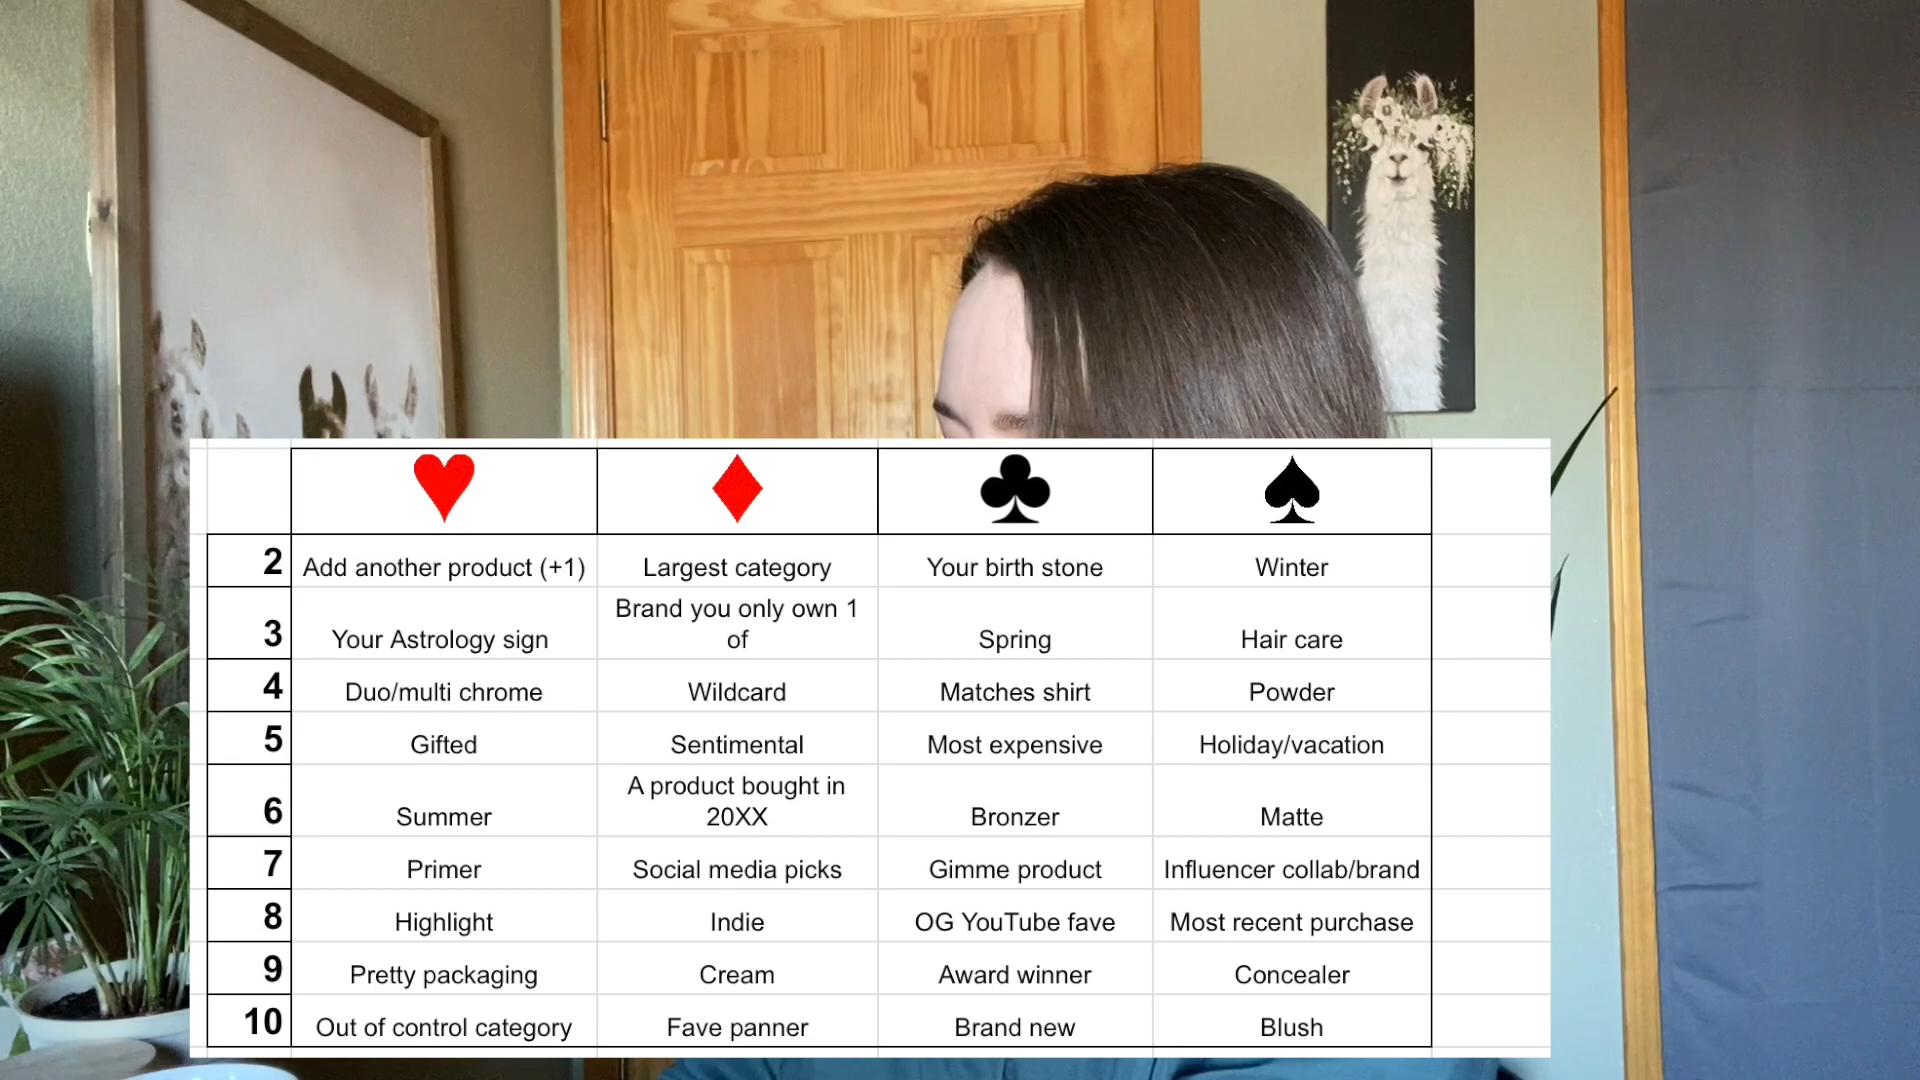 2 Add another product (+1) Largest category Your birth stone Winter
3 Your Astrology sign Brand you only own 1 of Spring Hair care
4 Duo/multi chrome Wildcard Matches shirt Powder
5 Gifted Sentimental Most expensive Holiday/vacation
6 Summer A product bought in 20XX Bronzer Matte
7 Primer Social media picks Gimme product Influencer collab/brand
8 Highlight Indie OG YouTube fave Most recent purchase
9 Pretty packaging Cream Award winner Concealer
10 Out of control category Fave panner Brand new Blush